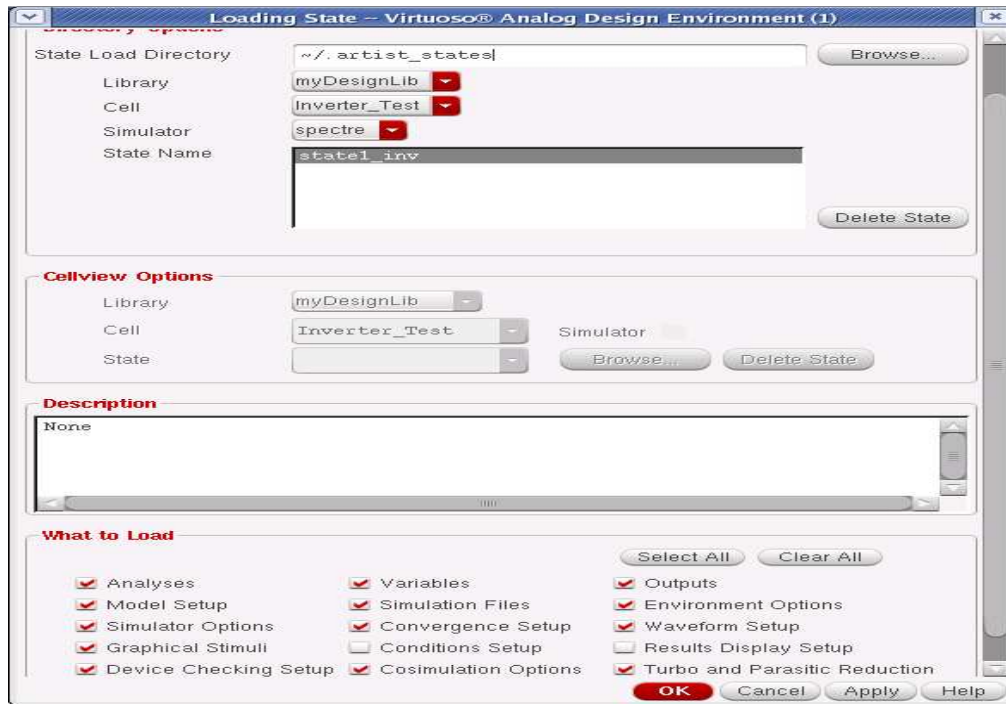 Loading State – Virtuoso® Analog Design Environment (1)
Directory Options
State Load Directory ~/.artist_states Browse...
Library myDesignLib
Cell Inverter_Test
Simulator spectre
State Name state1_inv
Delete State
Cellview Options
Library myDesignLib
Cell Inverter_Test Simulator
State Browse... Delete State
Description
None
What to Load
Select All Clear All
Analyses Variables Outputs
Model Setup Simulation Files Environment Options
Simulator Options Convergence Setup Waveform Setup
Graphical Stimuli Conditions Setup Results Display Setup
Device Checking Setup Cosimulation Options Turbo and Parasitic Reduction
OK Cancel Apply Help